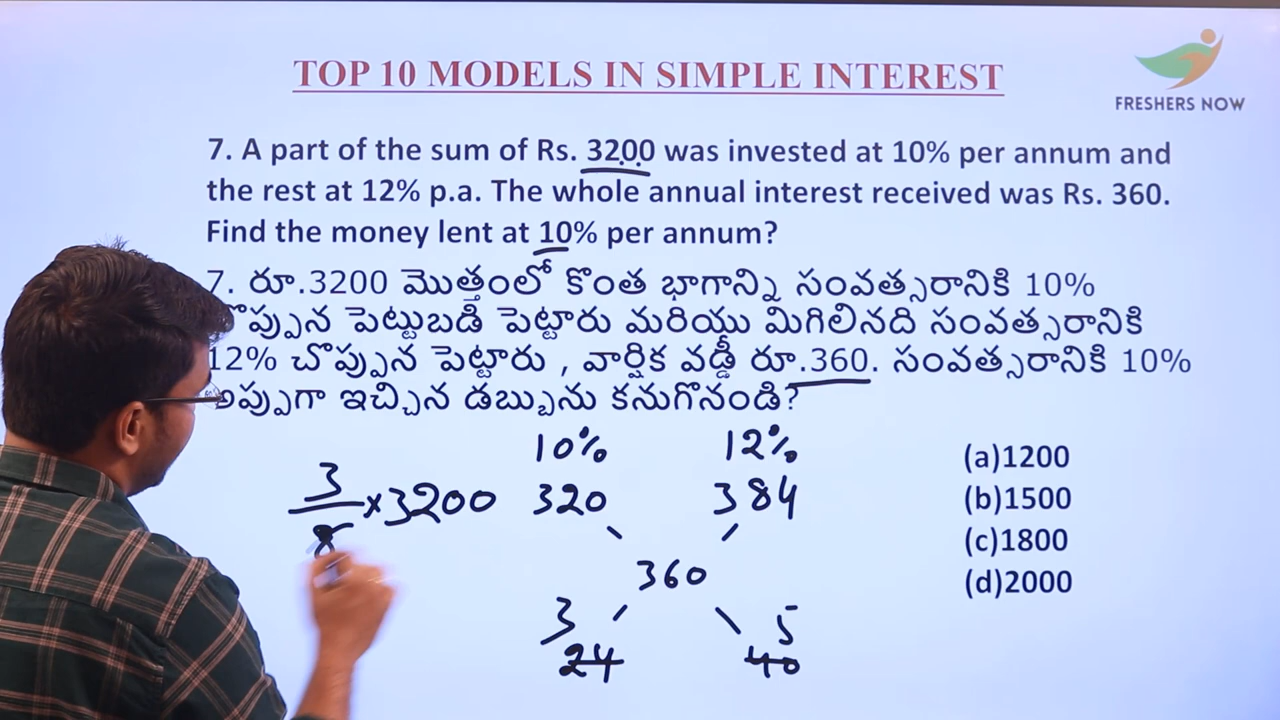 TOP 10 MODELS IN SIMPLE INTEREST
FRESHERS NOW
7. A part of the sum of Rs. 3200 was invested at 10% per annum and
the rest at 12% p.a. The whole annual interest received was Rs. 360.
Find the money lent at 10% per annum?
7. రూ.3200 మొత్తంలో కొంత భాగాన్ని సంవత్సరానికి 10%
పెట్టుబడి పెట్టారు మరియు మిగిలినది సంవత్సరానికి
12% చొప్పున పెట్టారు , వార్షిక వడ్డీ రూ.360. సంవత్సరానికి 10%
అప్పుగా ఇచ్చిన డబ్బును కనుగొనండి?
10% 12%
3/8 × 3200 320 384
360
3 5
24 40
(a)1200
(b)1500
(c)1800
(d)2000